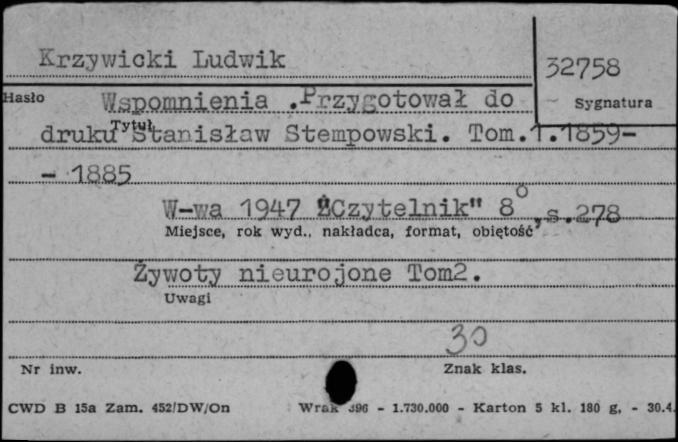 Krzywicki Ludwik
32758
Hasło
Sygnatura
Wspomnienia .Przygotował do
Tytuł
druku Stanisław Stempowski. Tom.1.1859-
- 1885
W-wa 1947 "Czytelnik" 8°, s.278
Miejsce, rok wyd., nakładca, format, objętość
Żywoty nieurojone Tom2.
Uwagi
30
Nr inw.
Znak klas.
CWD B 15a Zam. 452/DW/On Wrak 396 - 1.730.000 - Karton 5 kl. 180 g, - 30.4